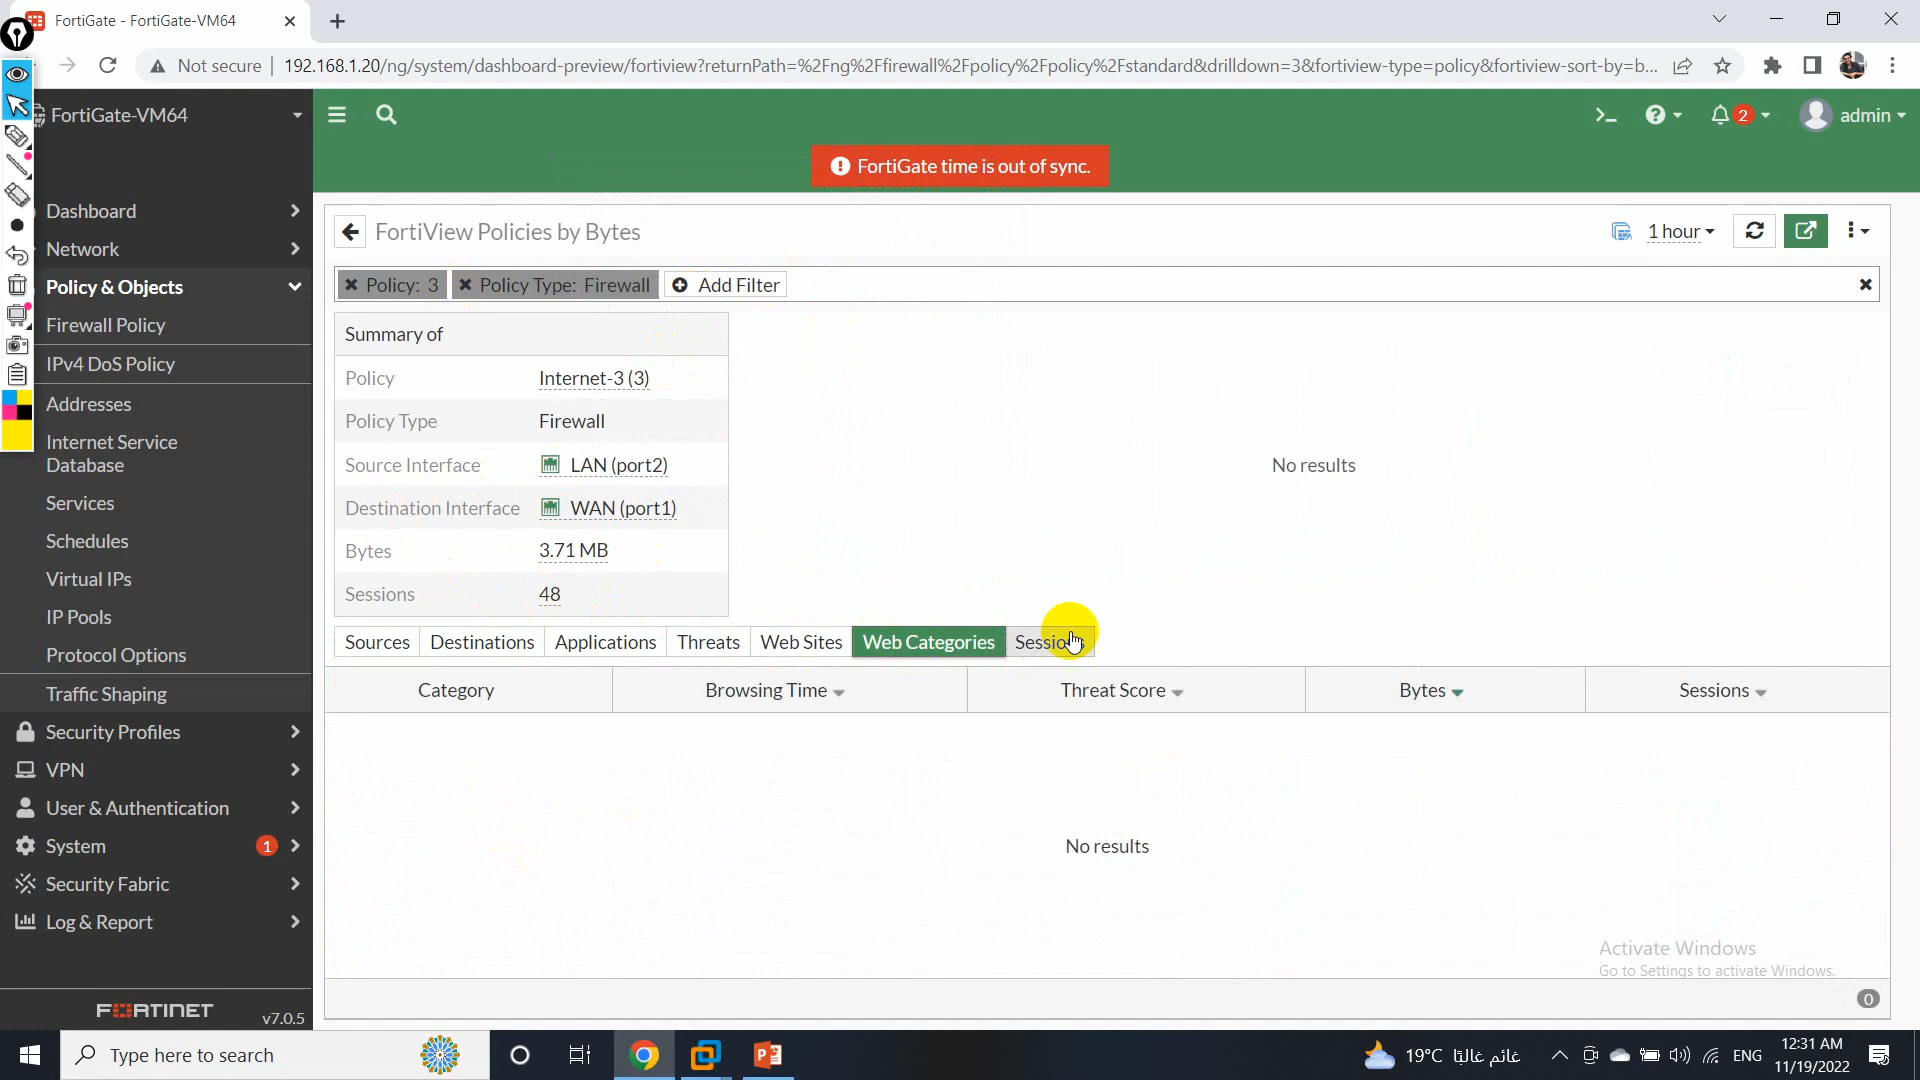 FortiGate - FortiGate-VM64
Not secure
192.168.1.20/ng/system/dashboard-preview/fortiview?returnPath=%2Fng%2Ffirewall%2Fpolicy%2Fpolicy%2Fstandard&drilldown=3&fortiview-type=policy&fortiview-sort-by=b...
FortiGate-VM64
2
admin
FortiGate time is out of sync.
Dashboard
Network
Policy & Objects
Firewall Policy
IPv4 DoS Policy
Addresses
Internet Service
Database
Services
Schedules
Virtual IPs
IP Pools
Protocol Options
Traffic Shaping
Security Profiles
VPN
User & Authentication
System 1
Security Fabric
Log & Report
FORTINET v7.0.5
FortiView Policies by Bytes
1 hour
Policy: 3 Policy Type: Firewall Add Filter
Summary of
Policy Internet-3 (3)
Policy Type Firewall
Source Interface LAN (port2)
Destination Interface WAN (port1)
Bytes 3.71 MB
Sessions 48
No results
Sources Destinations Applications Threats Web Sites Web Categories
Category Browsing Time Threat Score Bytes Sessions
No results
Activate Windows
Go to Settings to activate Windows.
0
Type here to search
19°C غائم غالبًا
ENG
12:31 AM
11/19/2022